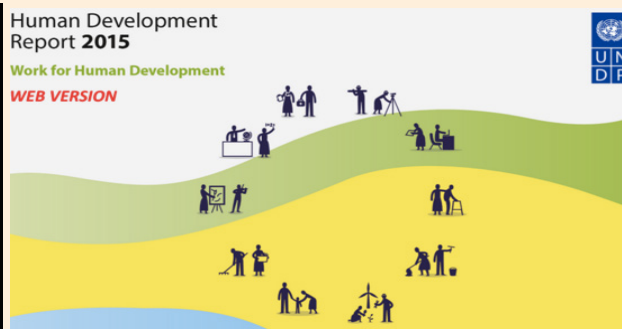 Human Development
Report 2015
Work for Human Development
WEB VERSION
U N
D P